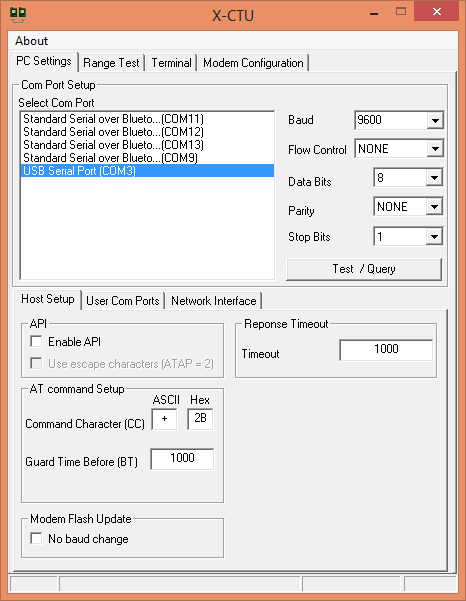 X-CTU
About
PC Settings Range Test Terminal Modem Configuration
Com Port Setup
Select Com Port
Standard Serial over Blueto...(COM11)
Standard Serial over Blueto...(COM12)
Standard Serial over Blueto...(COM13)
Standard Serial over Blueto...(COM9)
USB Serial Port (COM3)
Baud 9600
Flow Control NONE
Data Bits 8
Parity NONE
Stop Bits 1
Test / Query
Host Setup User Com Ports Network Interface
API
Enable API
Use escape characters (ATAP = 2)
Reponse Timeout
Timeout 1000
AT command Setup
ASCII Hex
Command Character (CC) + 2B
Guard Time Before (BT) 1000
Modem Flash Update
No baud change